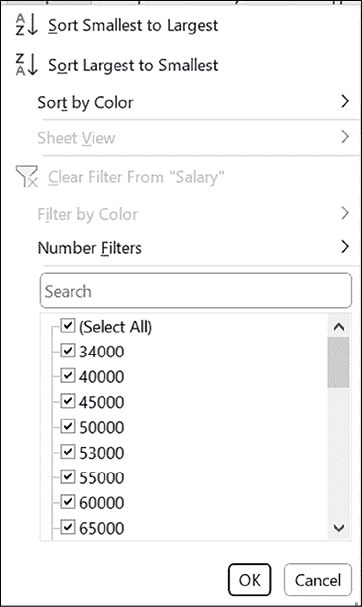 Sort Smallest to Largest
Sort Largest to Smallest
Sort by Color
Sheet View
Clear Filter From "Salary"
Filter by Color
Number Filters
Search
(Select All)
34000
40000
45000
50000
53000
55000
60000
65000
OK Cancel